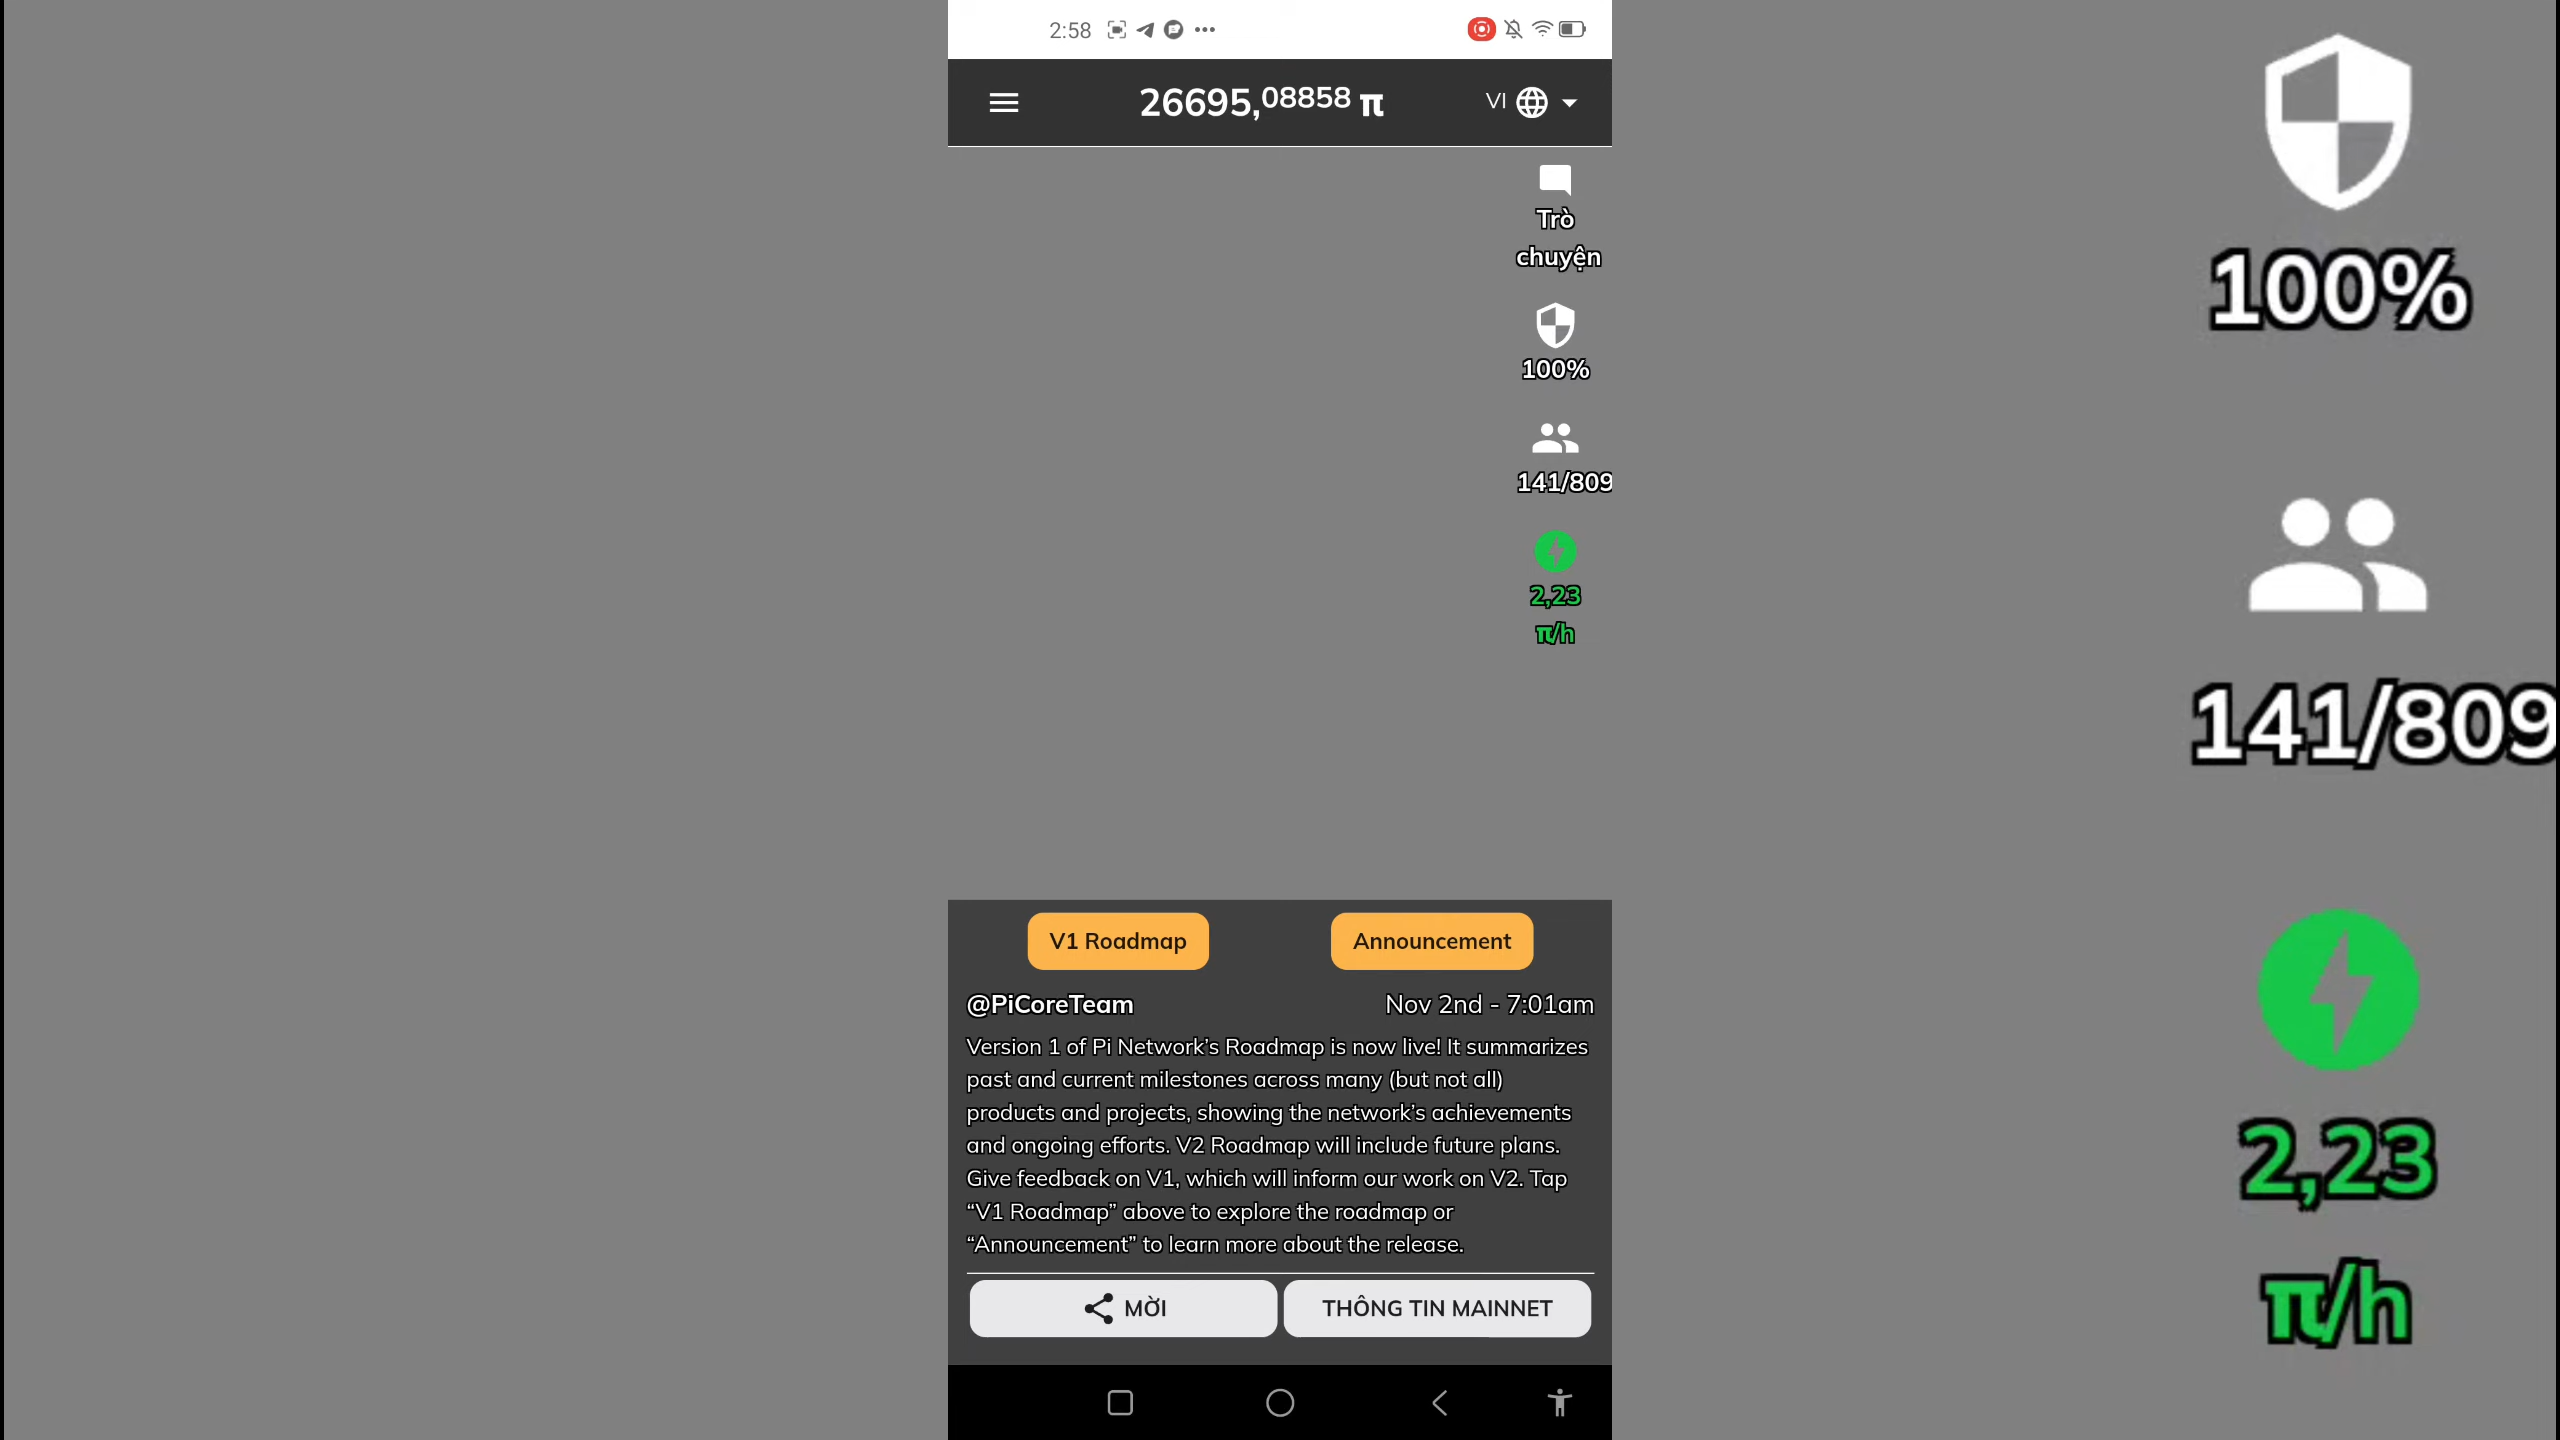 2:58
26695,08858 π
VI
Trò
chuyện
100%
141/809
2,23
π/h
V1 Roadmap
Announcement
@PiCoreTeam
Nov 2nd - 7:01am
Version 1 of Pi Network’s Roadmap is now live! It summarizes
past and current milestones across many (but not all)
products and projects, showing the network’s achievements
and ongoing efforts. V2 Roadmap will include future plans.
Give feedback on V1, which will inform our work on V2. Tap
“V1 Roadmap” above to explore the roadmap or
“Announcement” to learn more about the release.
MỜI
THÔNG TIN MAINNET
100%
141/809
2,23
π/h